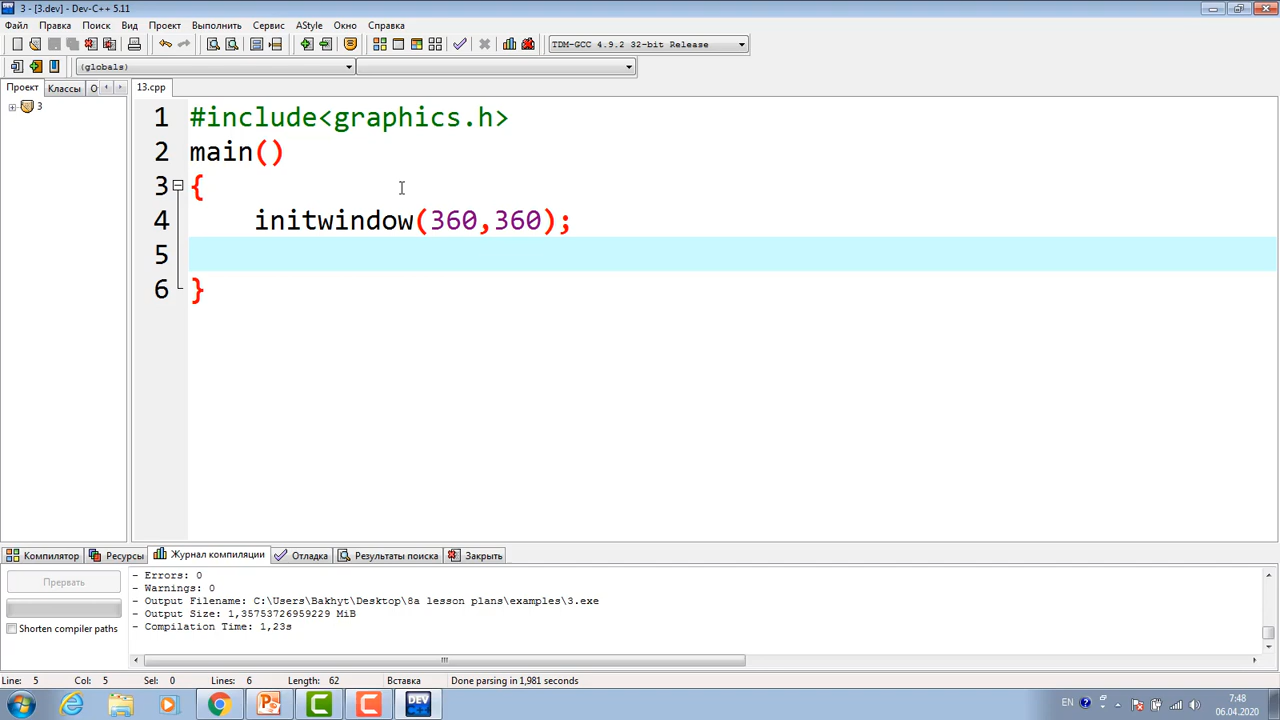 3 - [3.dev] - Dev-C++ 5.11
Файл Правка Поиск Вид Проект Выполнить Сервис AStyle Окно Справка
TDM-GCC 4.9.2 32-bit Release
(globals)
Проект Классы О
13.cpp
3
1 #include<graphics.h>
2 main()
3 {
4 initwindow(360,360);
5
6 }
Компилятор Ресурсы Журнал компиляции Отладка Результаты поиска Закрыть
Прервать
Shorten compiler paths
- Errors: 0
- Warnings: 0
- Output Filename: C:\Users\Bakhyt\Desktop\8a lesson plans\examples\3.exe
- Output Size: 1,35753726959229 MiB
- Compilation Time: 1,23s
Line: 5 Col: 5 Sel: 0 Lines: 6 Length: 62 Вставка Done parsing in 1,981 seconds
DEV
EN
7:48
06.04.2020